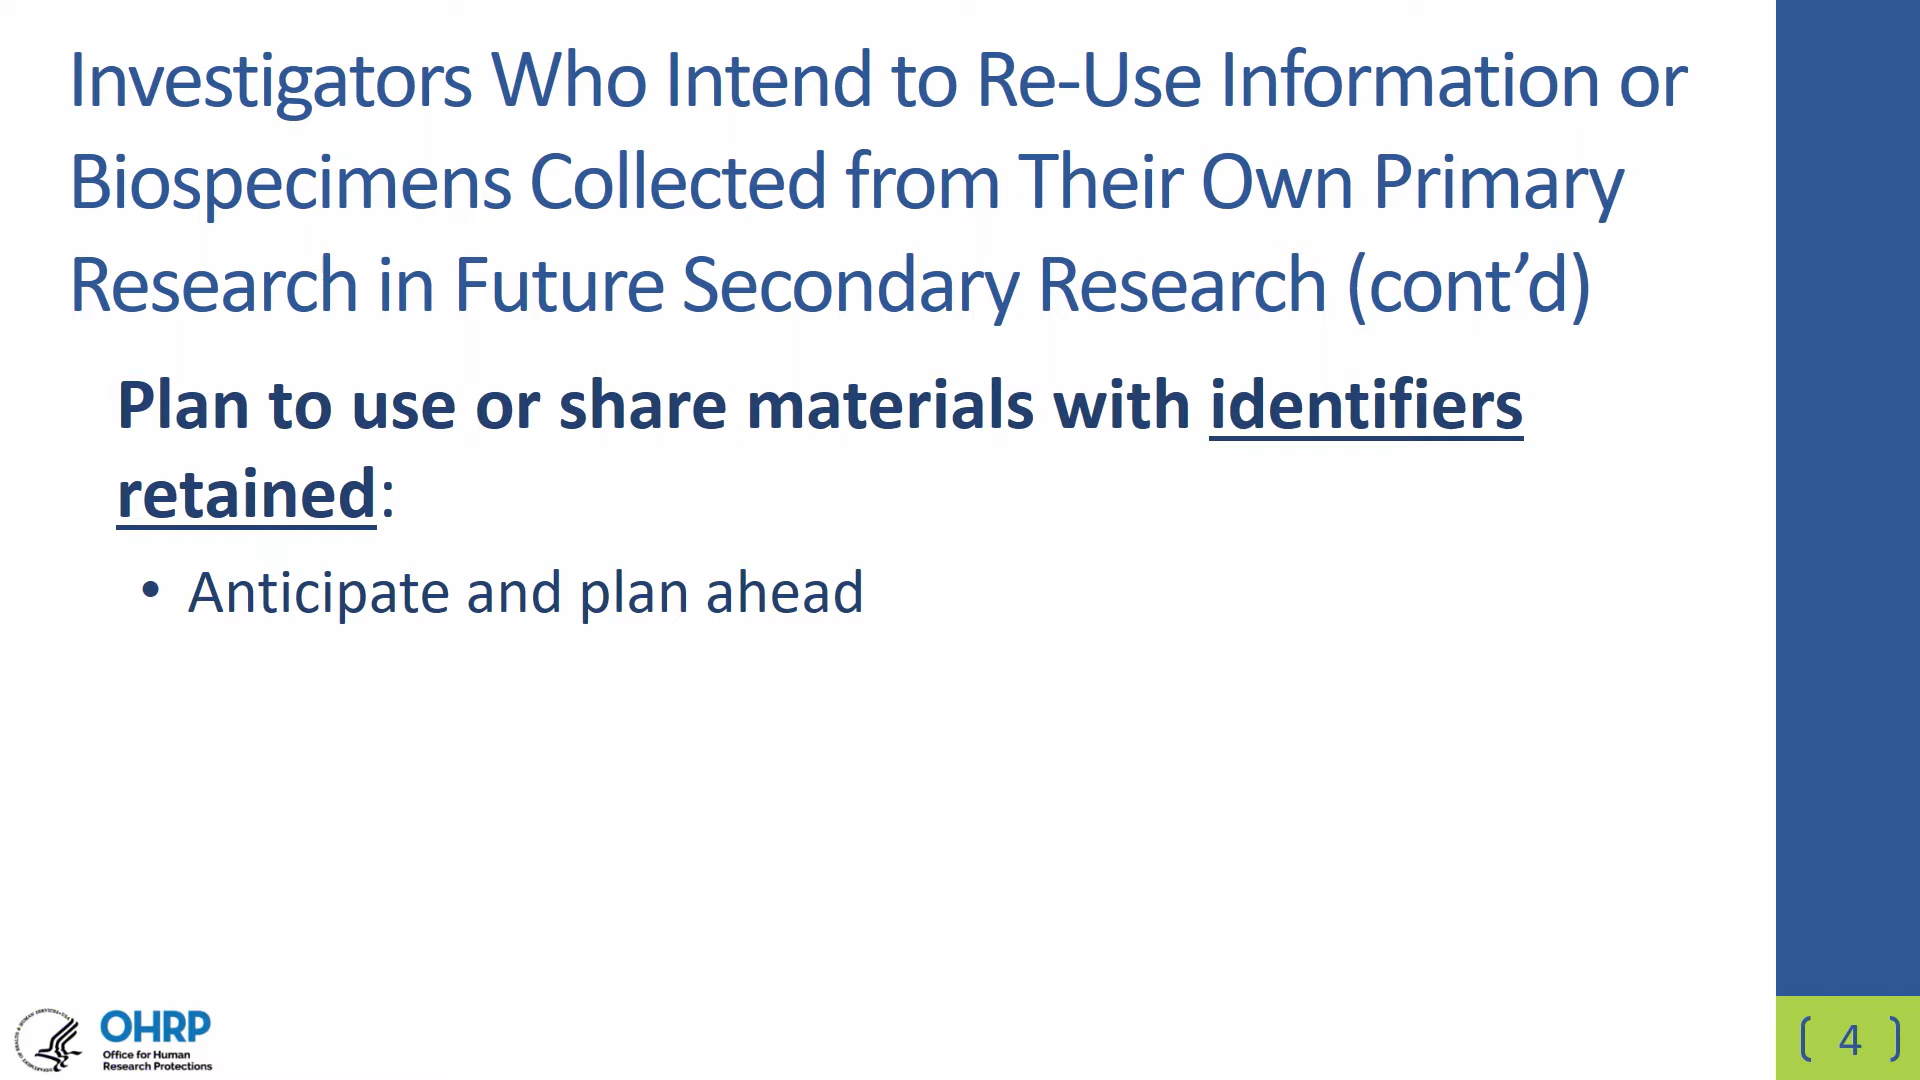 Investigators Who Intend to Re-Use Information or
Biospecimens Collected from Their Own Primary
Research in Future Secondary Research (cont’d)
Plan to use or share materials with identifiers
retained:
• Anticipate and plan ahead
OHRP
Office for Human
Research Protections
4